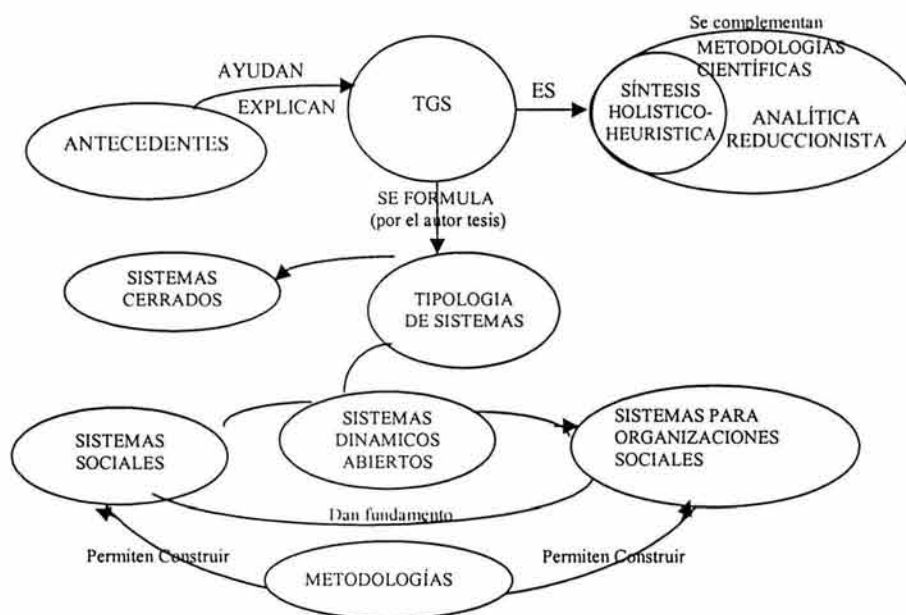 Se complementan
METODOLOGÍAS
CIENTÍFICAS
SÍNTESIS
HOLISTICO-
HEURISTICA
ANALÍTICA
REDUCCIONISTA
AYUDAN
EXPLICAN
TGS
ES
ANTECEDENTES
SE FORMULA
(por el autor tesis)
SISTEMAS
CERRADOS
TIPOLOGIA
DE SISTEMAS
SISTEMAS
SOCIALES
SISTEMAS
DINAMICOS
ABIERTOS
SISTEMAS PARA
ORGANIZACIONES
SOCIALES
Dan fundamento
Permiten Construir
Permiten Construir
METODOLOGÍAS